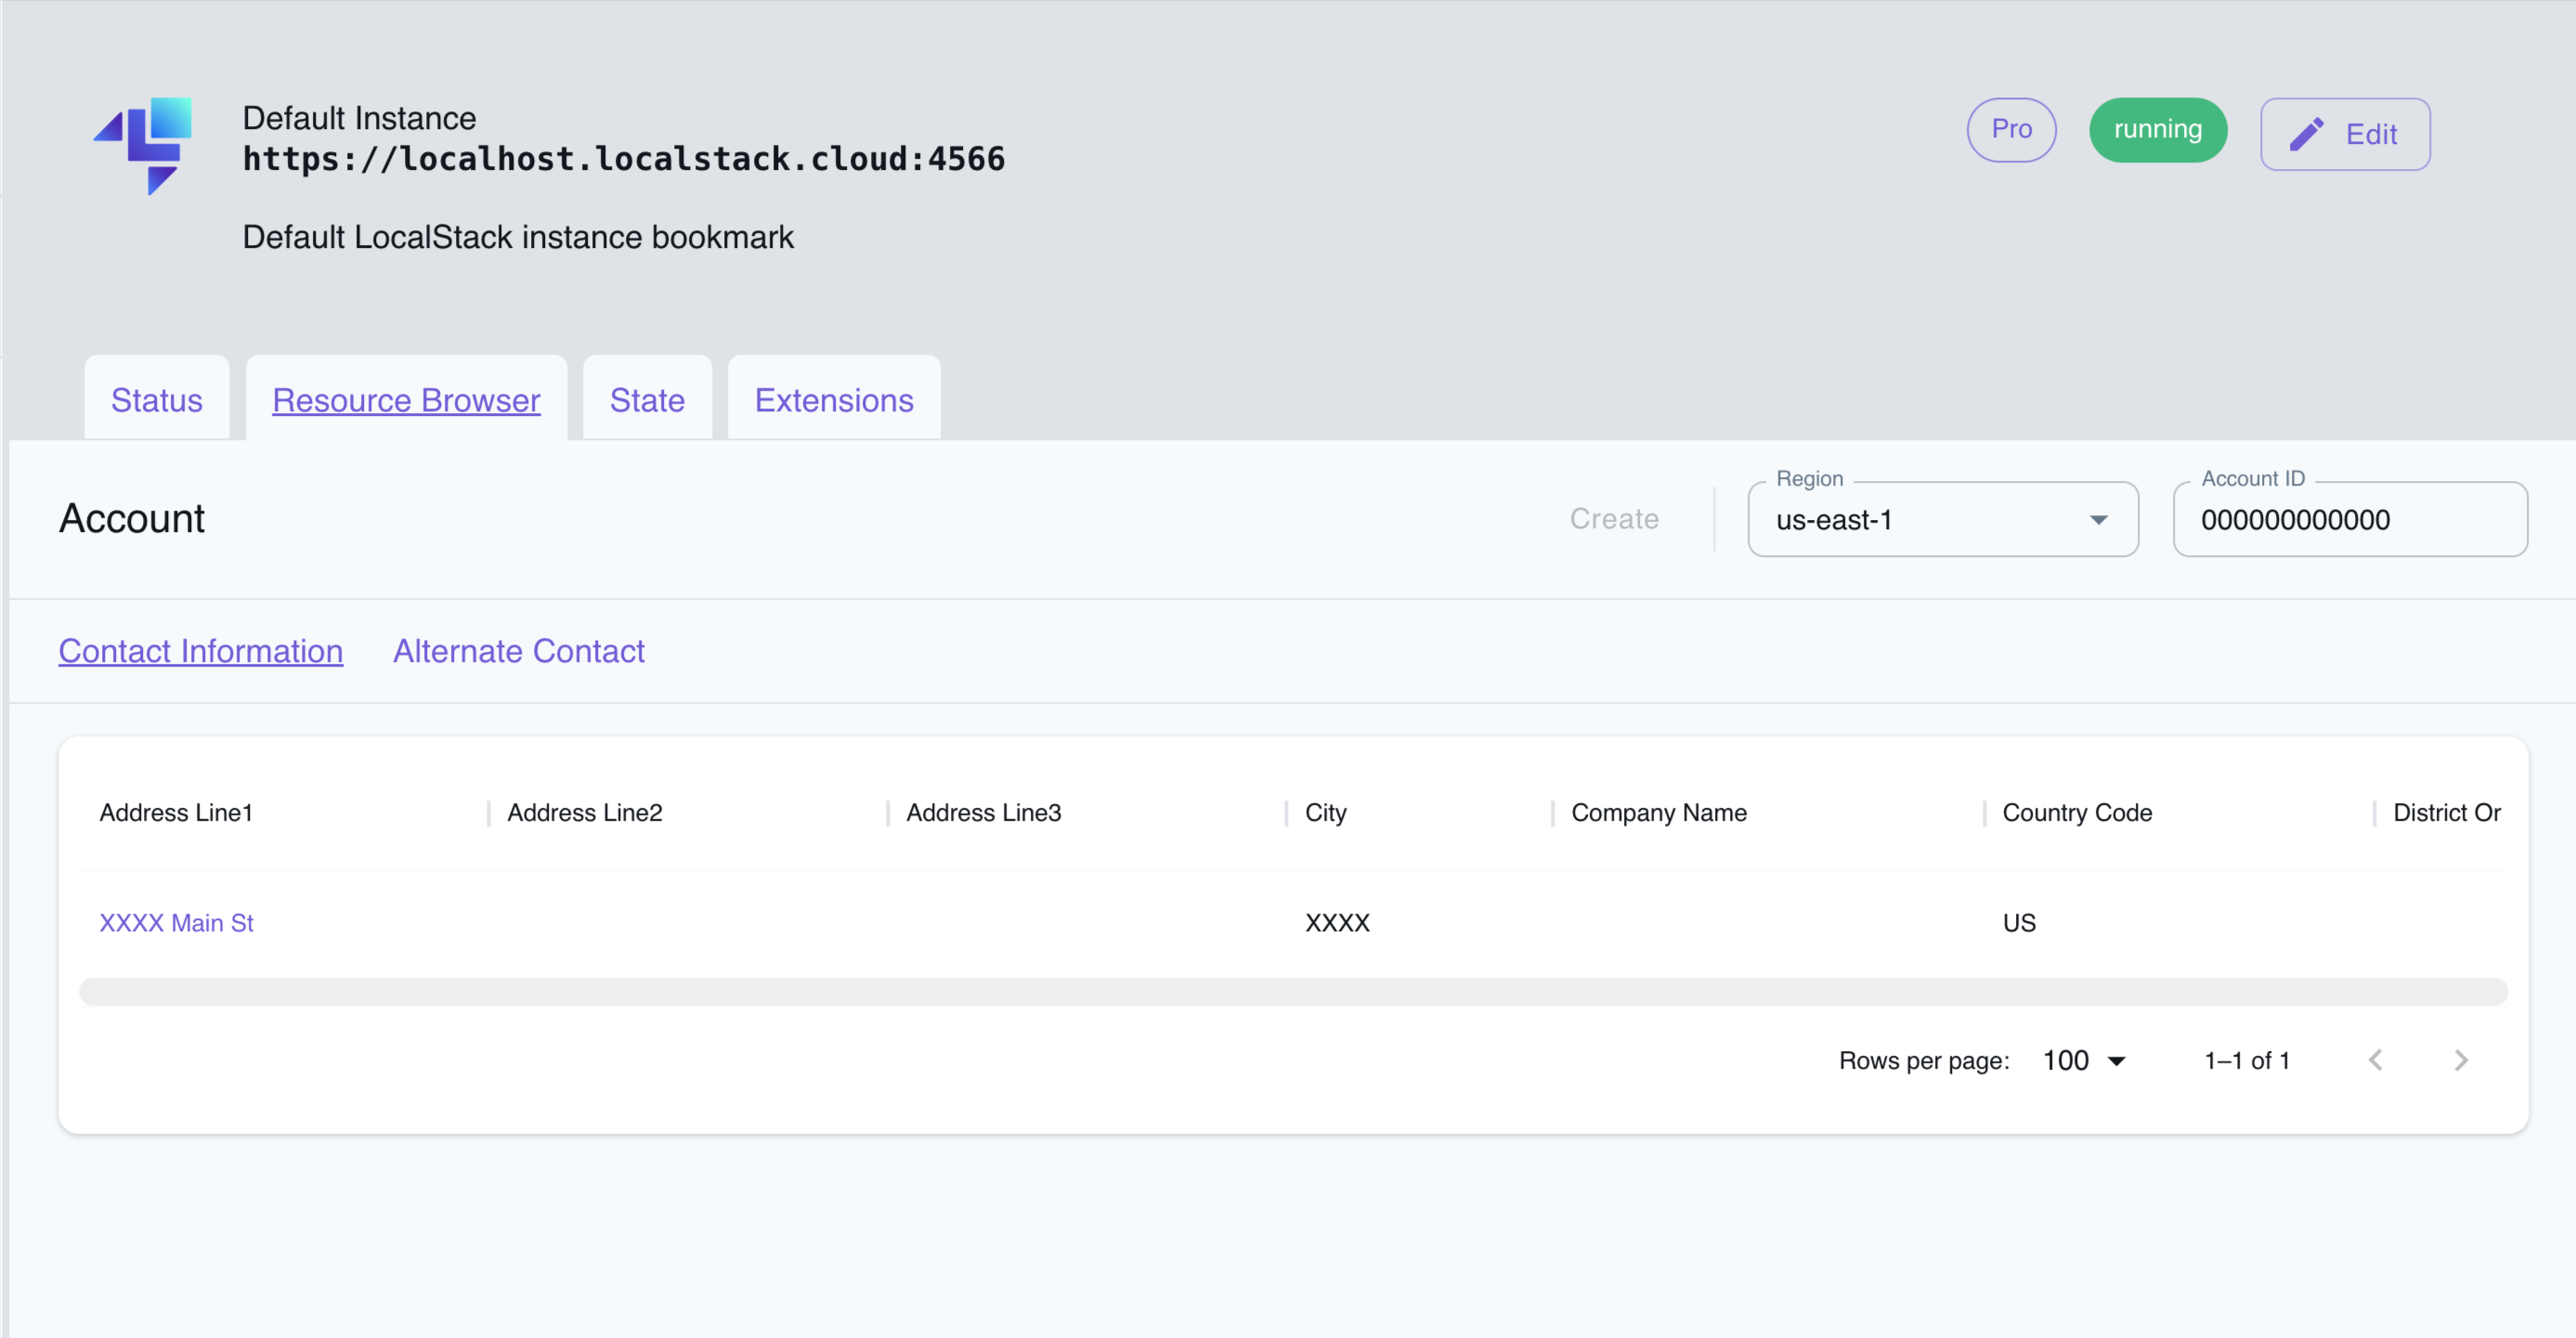 Default Instance
https://localhost.localstack.cloud:4566
Default LocalStack instance bookmark
Pro
running
Edit
Status
Resource Browser
State
Extensions
Account
Create
Region
us-east-1
Account ID
000000000000
Contact Information
Alternate Contact
Address Line1
Address Line2
Address Line3
City
Company Name
Country Code
District Or
XXXX Main St
XXXX
US
Rows per page:
100
1–1 of 1